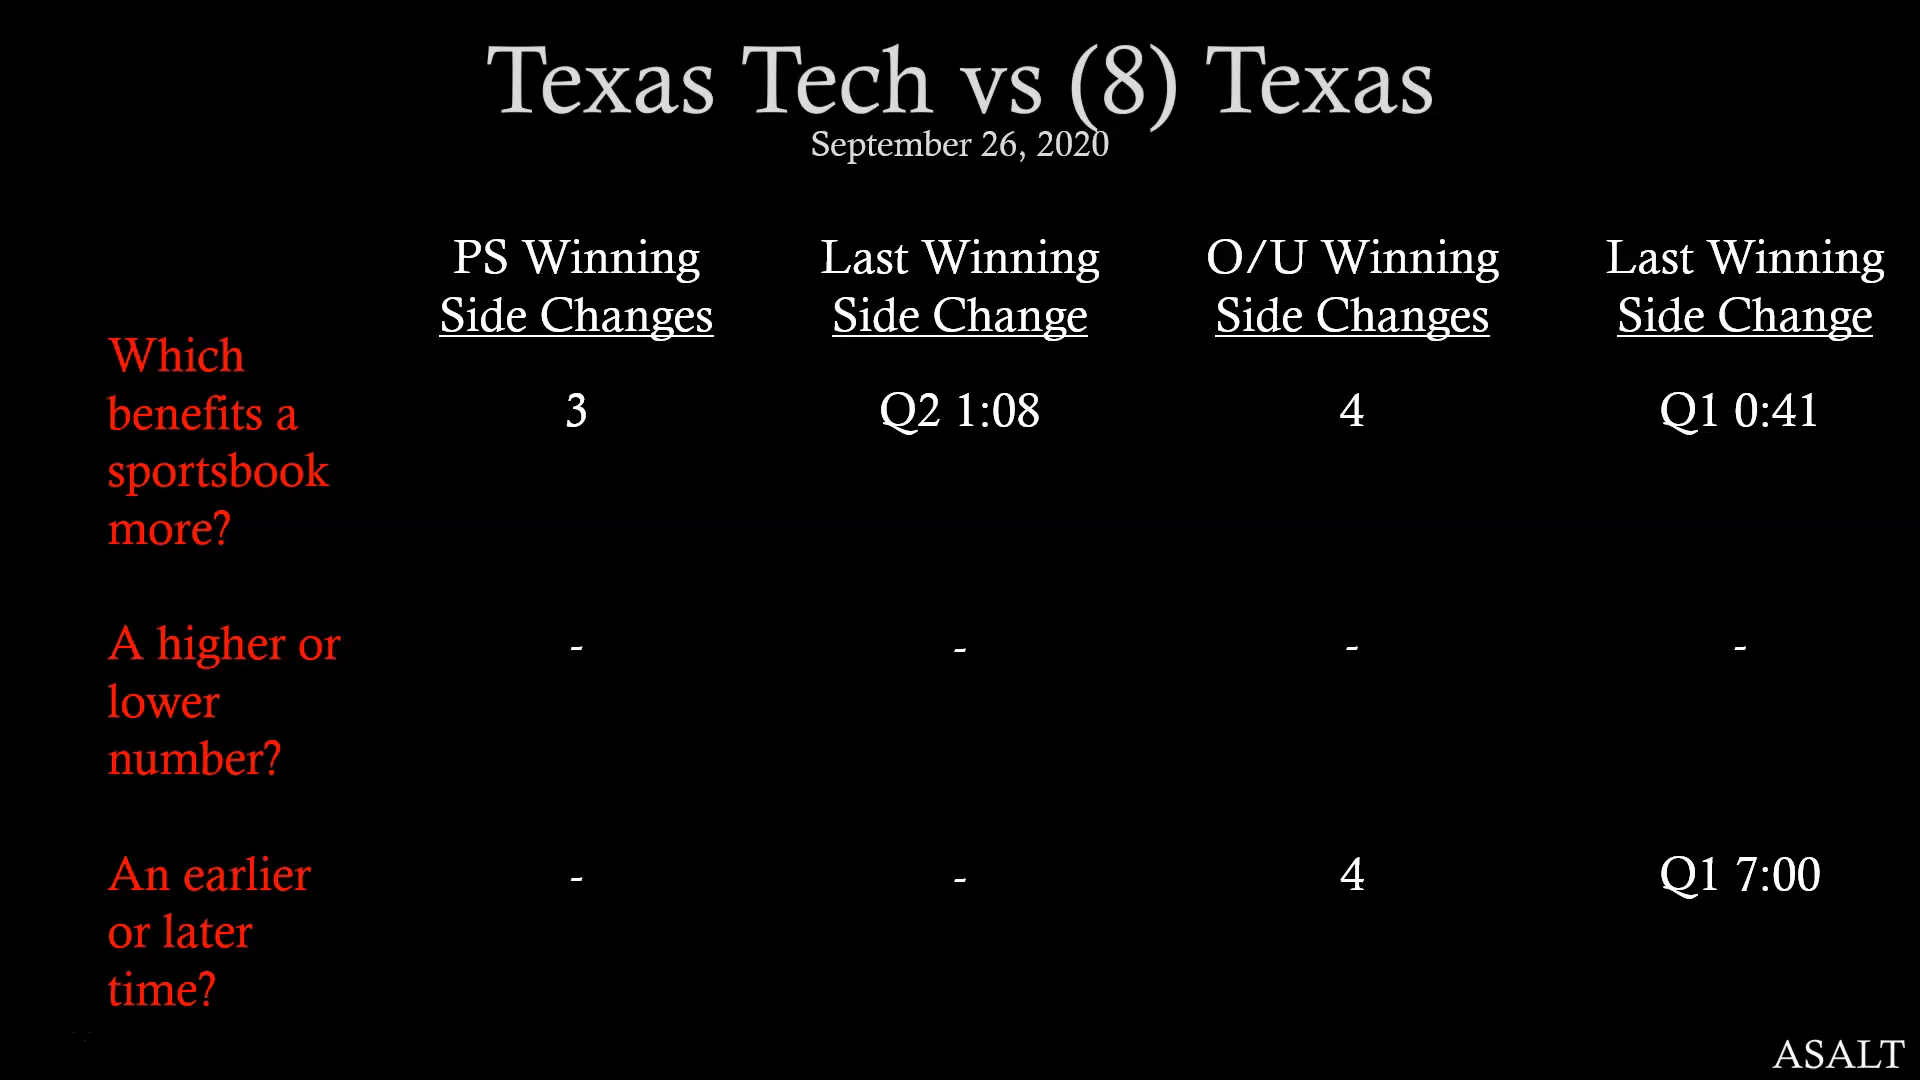 Texas Tech vs (8) Texas
September 26, 2020
PS Winning
Side Changes
Last Winning
Side Change
O/U Winning
Side Changes
Last Winning
Side Change
Which
benefits a
sportsbook
more?
3
Q2 1:08
4
Q1 0:41
A higher or
lower
number?
-
-
-
-
An earlier
or later
time?
-
-
4
Q1 7:00
ASALT